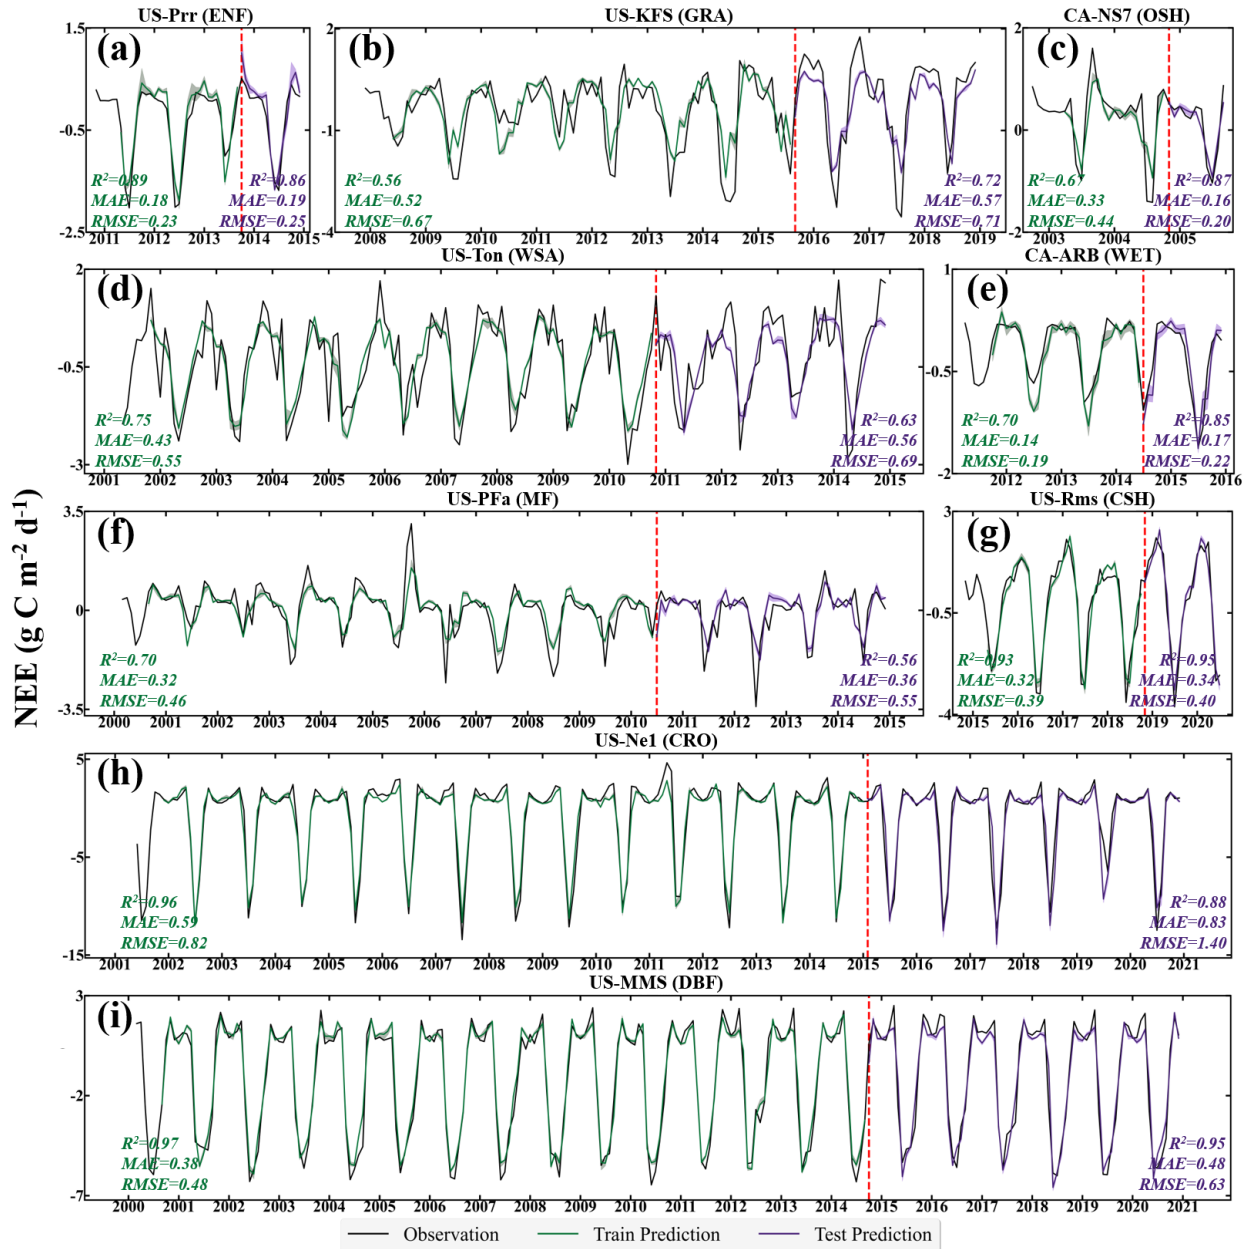 US-Prr (ENF)
(a)
1.5
-0.5
-2.5
R²=0.89
MAE=0.18
RMSE=0.23
R²=0.86
MAE=0.19
RMSE=0.25
2011 2012 2013 2014 2015
US-KFS (GRA)
(b)
2
-1
-4
R²=0.56
MAE=0.52
RMSE=0.67
R²=0.72
MAE=0.57
RMSE=0.71
2008 2009 2010 2011 2012 2013 2014 2015 2016 2017 2018 2019
CA-NS7 (OSH)
(c)
2
0
-2
R²=0.67
MAE=0.33
RMSE=0.44
R²=0.87
MAE=0.16
RMSE=0.20
2003 2004 2005
US-Ton (WSA)
(d)
2
-0.5
-3
R²=0.75
MAE=0.43
RMSE=0.55
R²=0.63
MAE=0.56
RMSE=0.69
2001 2002 2003 2004 2005 2006 2007 2008 2009 2010 2011 2012 2013 2014 2015
CA-ARB (WET)
(e)
1
-0.5
-2
R²=0.70
MAE=0.14
RMSE=0.19
R²=0.85
MAE=0.17
RMSE=0.22
2012 2013 2014 2015 2016
NEE (g C m⁻² d⁻¹)
US-PFa (MF)
(f)
3.5
0
-3.5
R²=0.70
MAE=0.32
RMSE=0.46
R²=0.56
MAE=0.36
RMSE=0.55
2000 2001 2002 2003 2004 2005 2006 2007 2008 2009 2010 2011 2012 2013 2014 2015
US-Rms (CSH)
(g)
3
-0.5
-4
R²=0.93
MAE=0.32
RMSE=0.39
R²=0.95
MAE=0.34
RMSE=0.40
2015 2016 2017 2018 2019 2020
US-Ne1 (CRO)
(h)
5
-5
-15
R²=0.96
MAE=0.59
RMSE=0.82
R²=0.88
MAE=0.83
RMSE=1.40
2001 2002 2003 2004 2005 2006 2007 2008 2009 2010 2011 2012 2013 2014 2015 2016 2017 2018 2019 2020 2021
US-MMS (DBF)
(i)
3
-2
-7
R²=0.97
MAE=0.38
RMSE=0.48
R²=0.95
MAE=0.48
RMSE=0.63
2000 2001 2002 2003 2004 2005 2006 2007 2008 2009 2010 2011 2012 2013 2014 2015 2016 2017 2018 2019 2020 2021
Observation Train Prediction Test Prediction